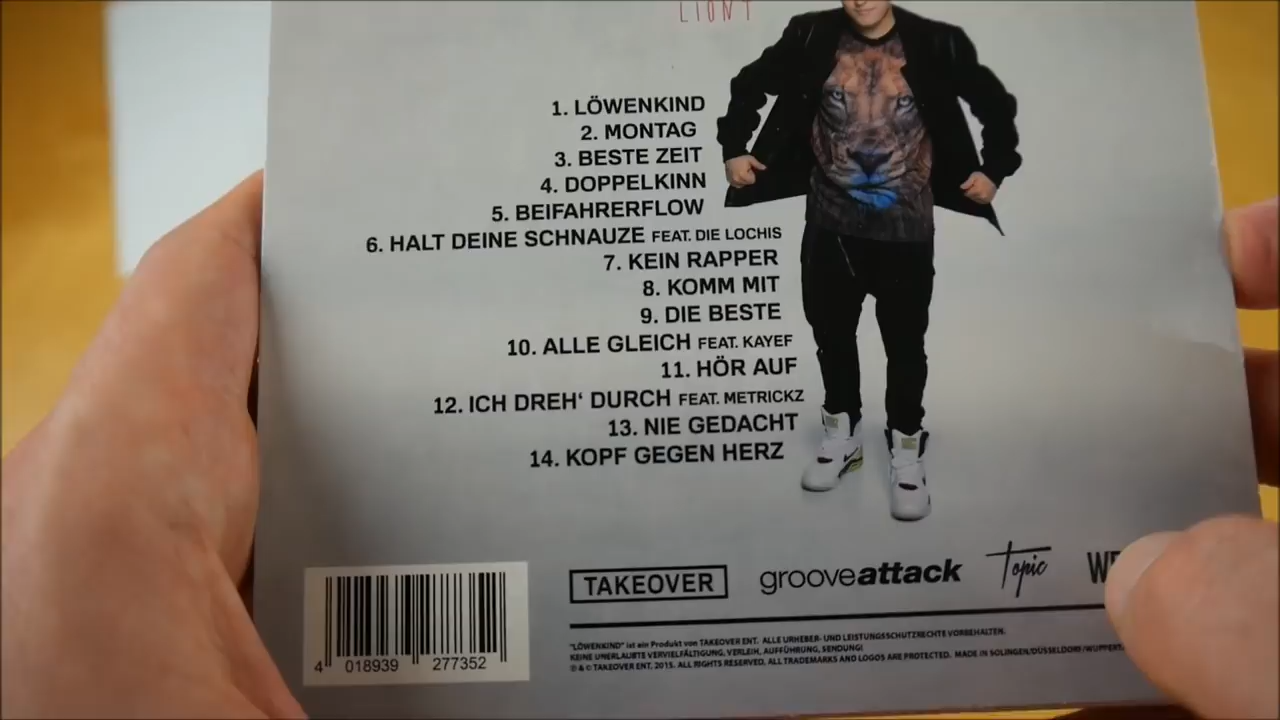 LIONT
1. LÖWENKIND
2. MONTAG
3. BESTE ZEIT
4. DOPPELKINN
5. BEIFAHRERFLOW
6. HALT DEINE SCHNAUZE FEAT. DIE LOCHIS
7. KEIN RAPPER
8. KOMM MIT
9. DIE BESTE
10. ALLE GLEICH FEAT. KAYEF
11. HÖR AUF
12. ICH DREH‘ DURCH FEAT. METRICKZ
13. NIE GEDACHT
14. KOPF GEGEN HERZ
TAKEOVER
grooveattack
Topic
4 018939 277352
"LÖWENKIND" ist ein Produkt von TAKEOVER ENT. ALLE URHEBER- UND LEISTUNGSSCHUTZRECHTE VORBEHALTEN.
KEINE UNERLAUBTE VERVIELFÄLTIGUNG, VERLEIH, AUFFÜHRUNG, SENDUNG!
℗ & © TAKEOVER ENT. 2015. ALL RIGHTS RESERVED. ALL TRADEMARKS AND LOGOS ARE PROTECTED. MADE IN SOLINGEN/DÜSSELDORF/